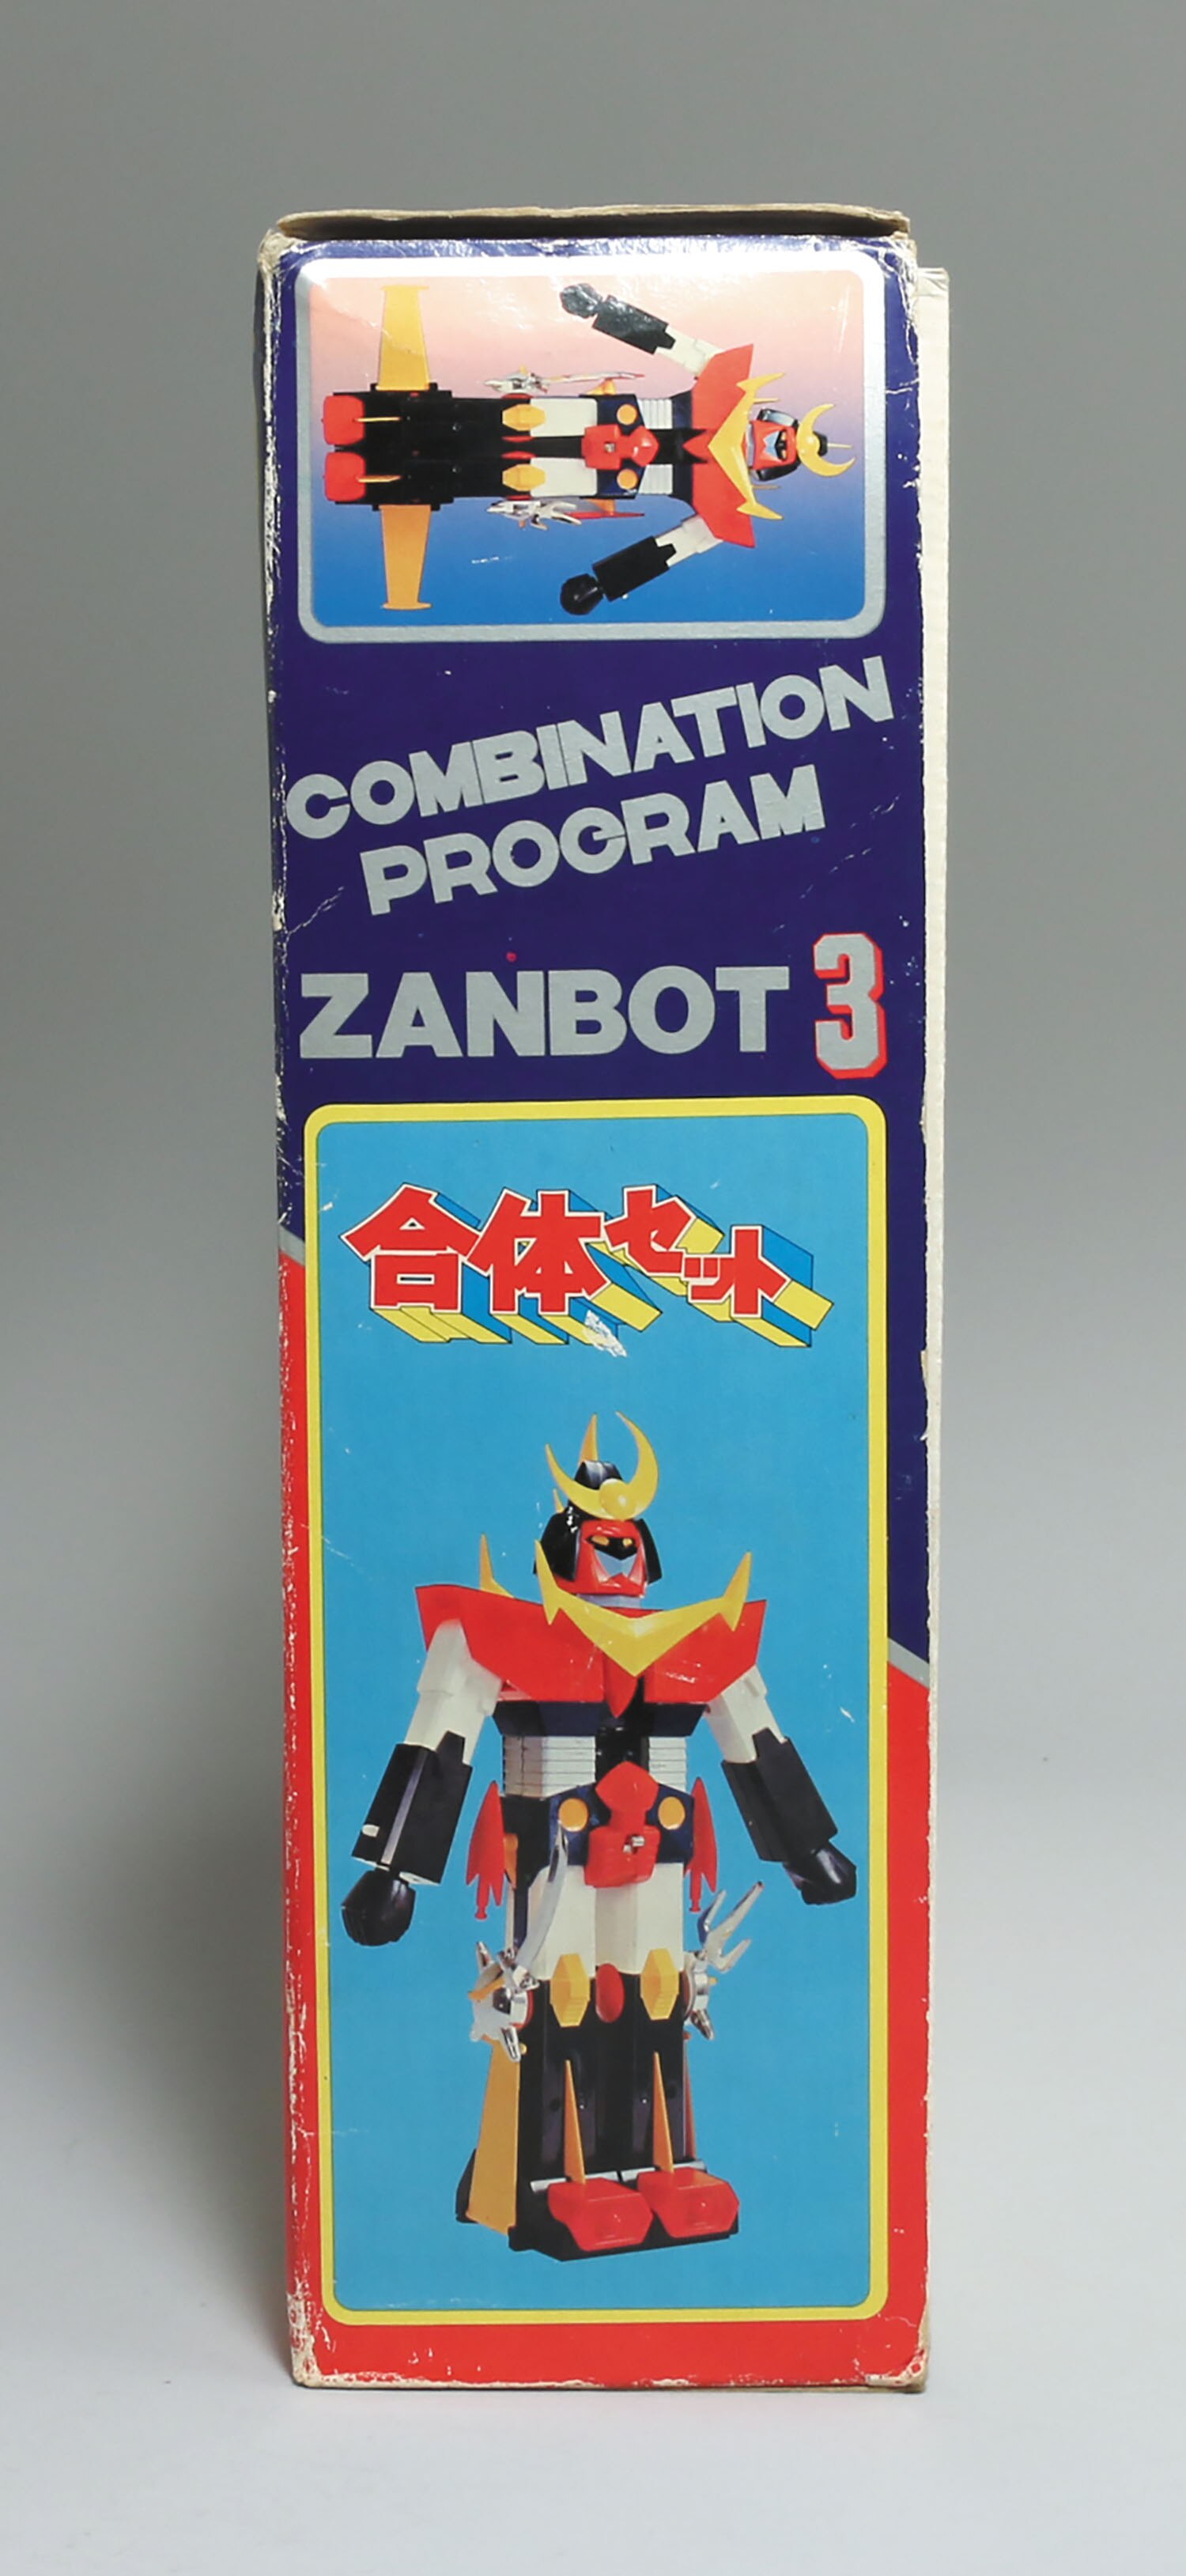 COMBINATION
PROGRAM
ZANBOT 3
合体セット